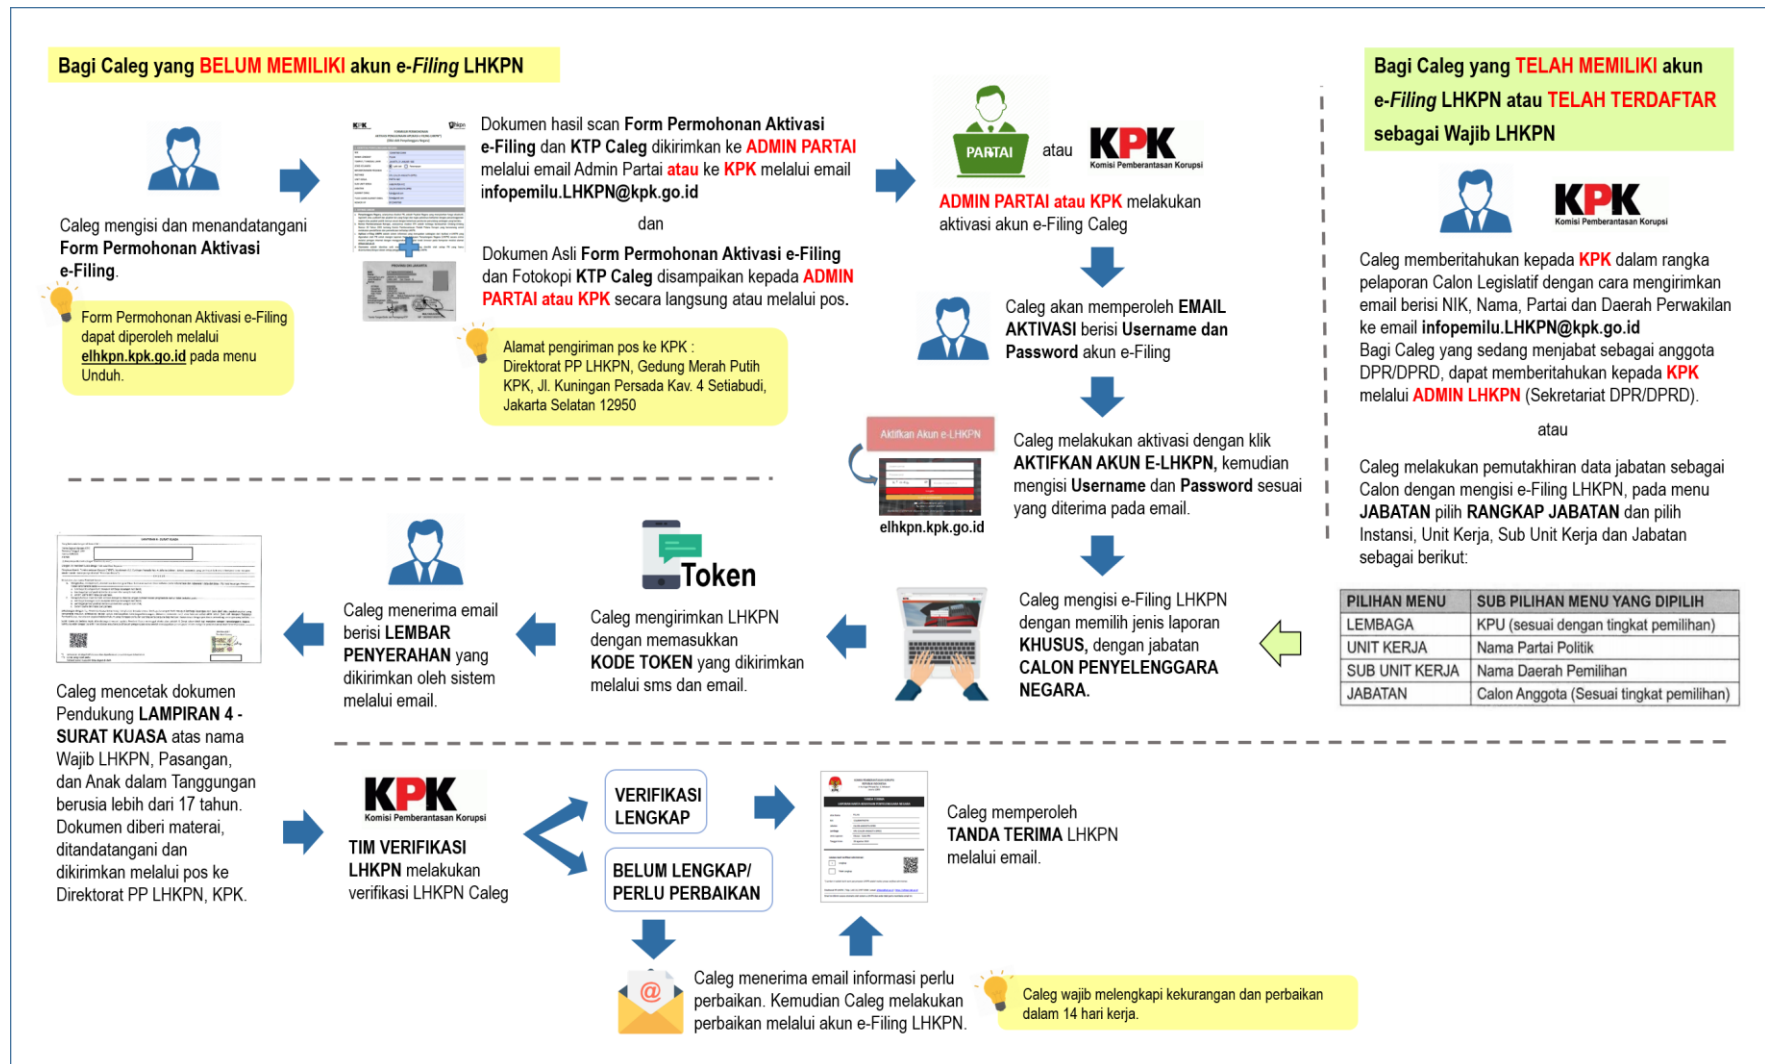 Bagi Caleg yang BELUM MEMILIKI akun e-Filing LHKPN
Caleg mengisi dan menandatangani
Form Permohonan Aktivasi
e-Filing.
Form Permohonan Aktivasi e-Filing
dapat diperoleh melalui
elhkpn.kpk.go.id pada menu
Unduh.
KPK
Dokumen hasil scan Form Permohonan Aktivasi
e-Filing dan KTP Caleg dikirimkan ke ADMIN PARTAI
melalui email Admin Partai atau ke KPK melalui email
infopemilu.LHKPN@kpk.go.id
dan
Dokumen Asli Form Permohonan Aktivasi e-Filing
dan Fotokopi KTP Caleg disampaikan kepada ADMIN
PARTAI atau KPK secara langsung atau melalui pos.
Alamat pengiriman pos ke KPK :
Direktorat PP LHKPN, Gedung Merah Putih
KPK, Jl. Kuningan Persada Kav. 4 Setiabudi,
Jakarta Selatan 12950
PARTAI
atau
KPK
Komisi Pemberantasan Korupsi
ADMIN PARTAI atau KPK melakukan
aktivasi akun e-Filing Caleg
Caleg akan memperoleh EMAIL
AKTIVASI berisi Username dan
Password akun e-Filing
Aktifkan Akun e-LHKPN
elhkpn.kpk.go.id
Caleg melakukan aktivasi dengan klik
AKTIFKAN AKUN E-LHKPN, kemudian
mengisi Username dan Password sesuai
yang diterima pada email.
Bagi Caleg yang TELAH MEMILIKI akun
e-Filing LHKPN atau TELAH TERDAFTAR
sebagai Wajib LHKPN
KPK
Komisi Pemberantasan Korupsi
Caleg memberitahukan kepada KPK dalam rangka
pelaporan Calon Legislatif dengan cara mengirimkan
email berisi NIK, Nama, Partai dan Daerah Perwakilan
ke email infopemilu.LHKPN@kpk.go.id
Bagi Caleg yang sedang menjabat sebagai anggota
DPR/DPRD, dapat memberitahukan kepada KPK
melalui ADMIN LHKPN (Sekretariat DPR/DPRD).
atau
Caleg melakukan pemutakhiran data jabatan sebagai
Calon dengan mengisi e-Filing LHKPN, pada menu
JABATAN pilih RANGKAP JABATAN dan pilih
Instansi, Unit Kerja, Sub Unit Kerja dan Jabatan
sebagai berikut:
PILIHAN MENU SUB PILIHAN MENU YANG DIPILIH
LEMBAGA KPU (sesuai dengan tingkat pemilihan)
UNIT KERJA Nama Partai Politik
SUB UNIT KERJA Nama Daerah Pemilihan
JABATAN Calon Anggota (Sesuai tingkat pemilihan)
Caleg mengisi e-Filing LHKPN
dengan memilih jenis laporan
KHUSUS, dengan jabatan
CALON PENYELENGGARA
NEGARA.
Token
Caleg mengirimkan LHKPN
dengan memasukkan
KODE TOKEN yang dikirimkan
melalui sms dan email.
Caleg menerima email
berisi LEMBAR
PENYERAHAN yang
dikirimkan oleh sistem
melalui email.
Caleg mencetak dokumen
Pendukung LAMPIRAN 4 -
SURAT KUASA atas nama
Wajib LHKPN, Pasangan,
dan Anak dalam Tanggungan
berusia lebih dari 17 tahun.
Dokumen diberi materai,
ditandatangani dan
dikirimkan melalui pos ke
Direktorat PP LHKPN, KPK.
KPK
Komisi Pemberantasan Korupsi
TIM VERIFIKASI
LHKPN melakukan
verifikasi LHKPN Caleg
VERIFIKASI
LENGKAP
BELUM LENGKAP/
PERLU PERBAIKAN
Caleg memperoleh
TANDA TERIMA LHKPN
melalui email.
@
Caleg menerima email informasi perlu
perbaikan. Kemudian Caleg melakukan
perbaikan melalui akun e-Filing LHKPN.
Caleg wajib melengkapi kekurangan dan perbaikan
dalam 14 hari kerja.